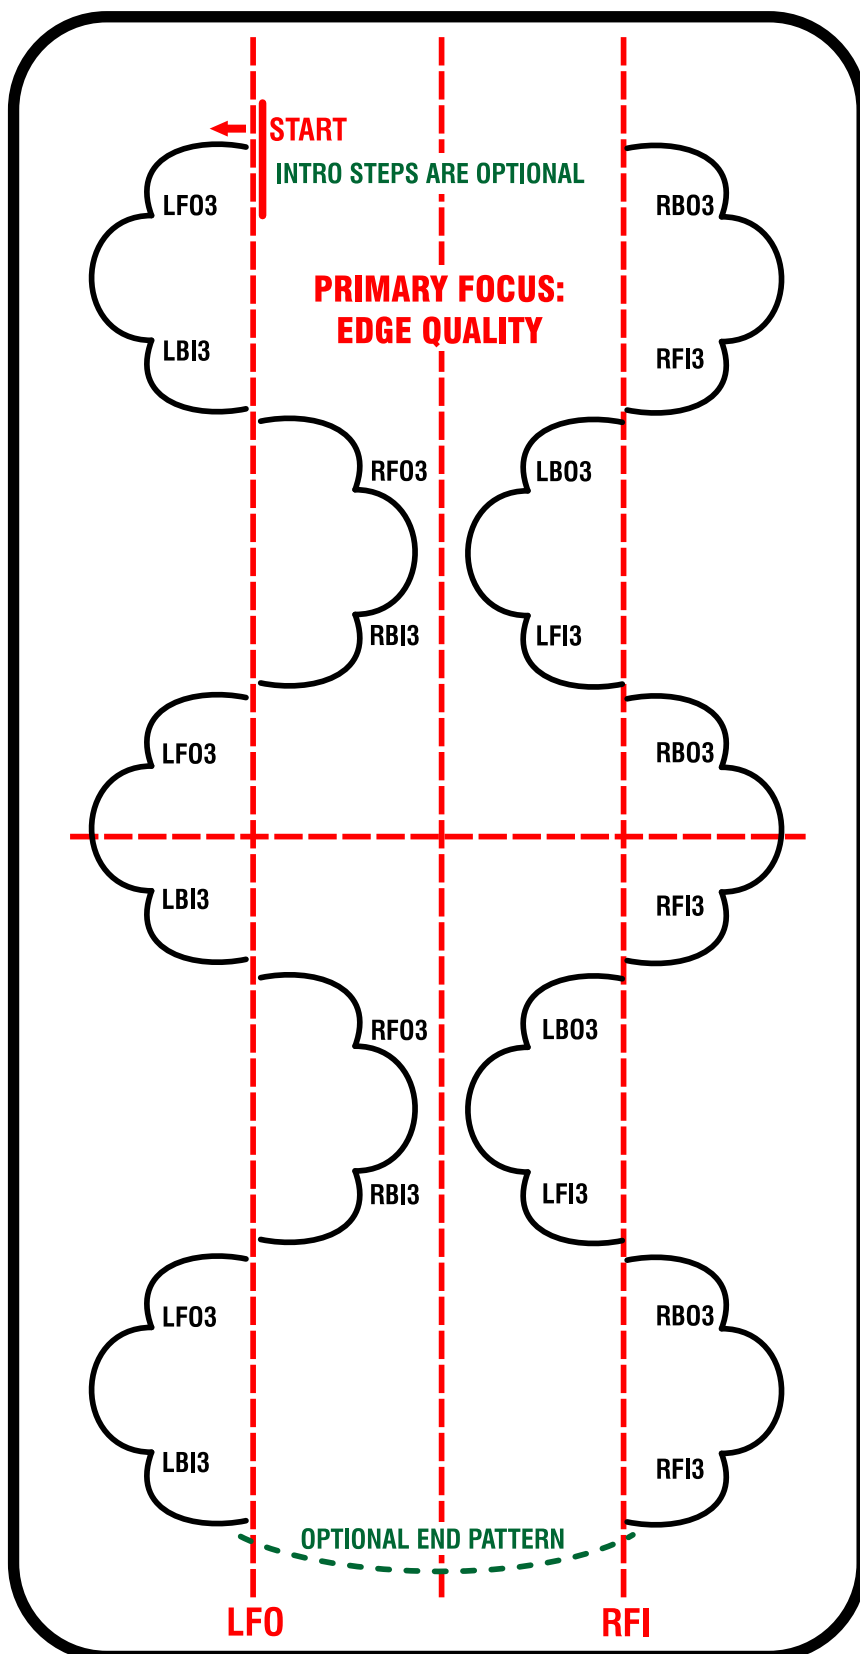 START
INTRO STEPS ARE OPTIONAL
LFO3
RBO3
PRIMARY FOCUS:
EDGE QUALITY
LBI3
RFI3
RFO3
LBO3
RBI3
LFI3
LFO3
RBO3
LBI3
RFI3
RFO3
LBO3
RBI3
LFI3
LFO3
RBO3
LBI3
RFI3
OPTIONAL END PATTERN
LFO
RFI